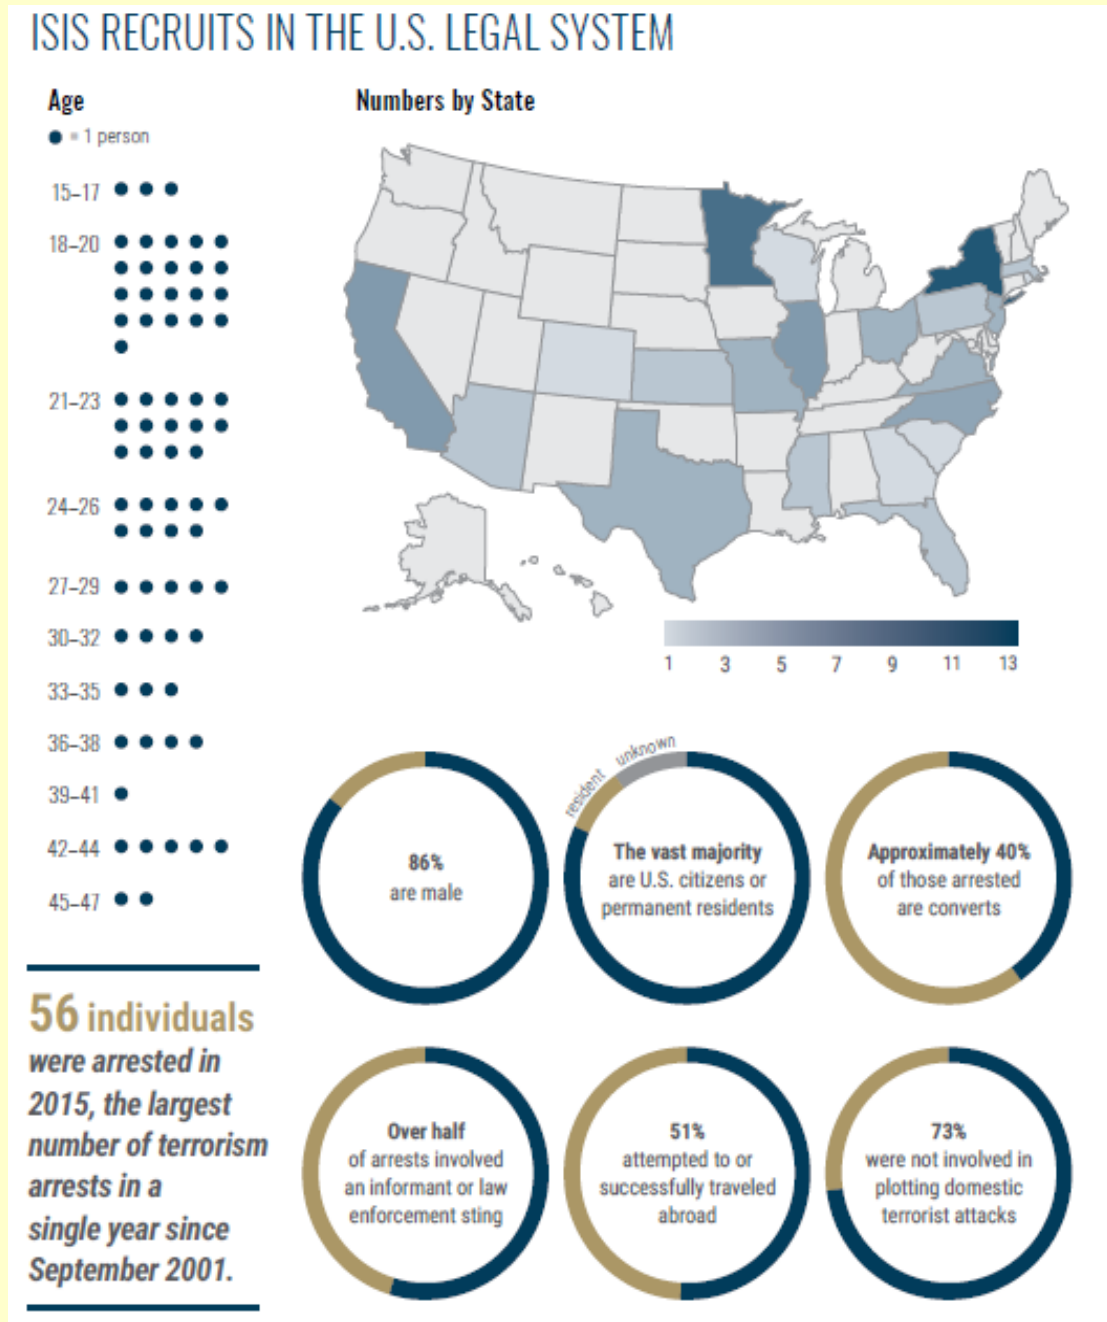 ISIS RECRUITS IN THE U.S. LEGAL SYSTEM
Age
= 1 person
15–17
18–20
21–23
24–26
27–29
30–32
33–35
36–38
39–41
42–44
45–47
56 individuals
were arrested in
2015, the largest
number of terrorism
arrests in a
single year since
September 2001.
Numbers by State
1 3 5 7 9 11 13
86%
are male
resident
unknown
The vast majority
are U.S. citizens or
permanent residents
Approximately 40%
of those arrested
are converts
Over half
of arrests involved
an informant or law
enforcement sting
51%
attempted to or
successfully traveled
abroad
73%
were not involved in
plotting domestic
terrorist attacks